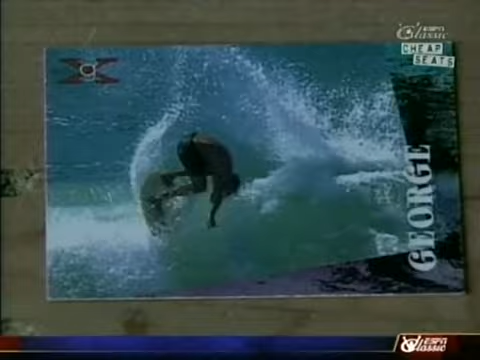 ESPN
Classic
CHEAP
SEATS
X
GEORGE
ESPN
Classic